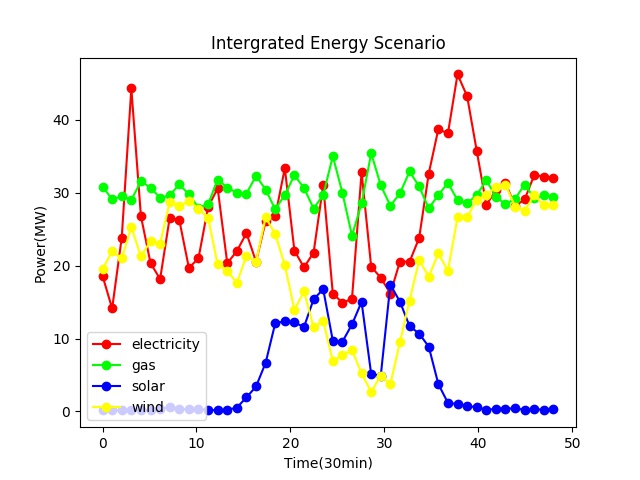 Intergrated Energy Scenario
Power(MW)
40
30
20
10
0
electricity
gas
solar
wind
0 10 20 30 40 50
Time(30min)